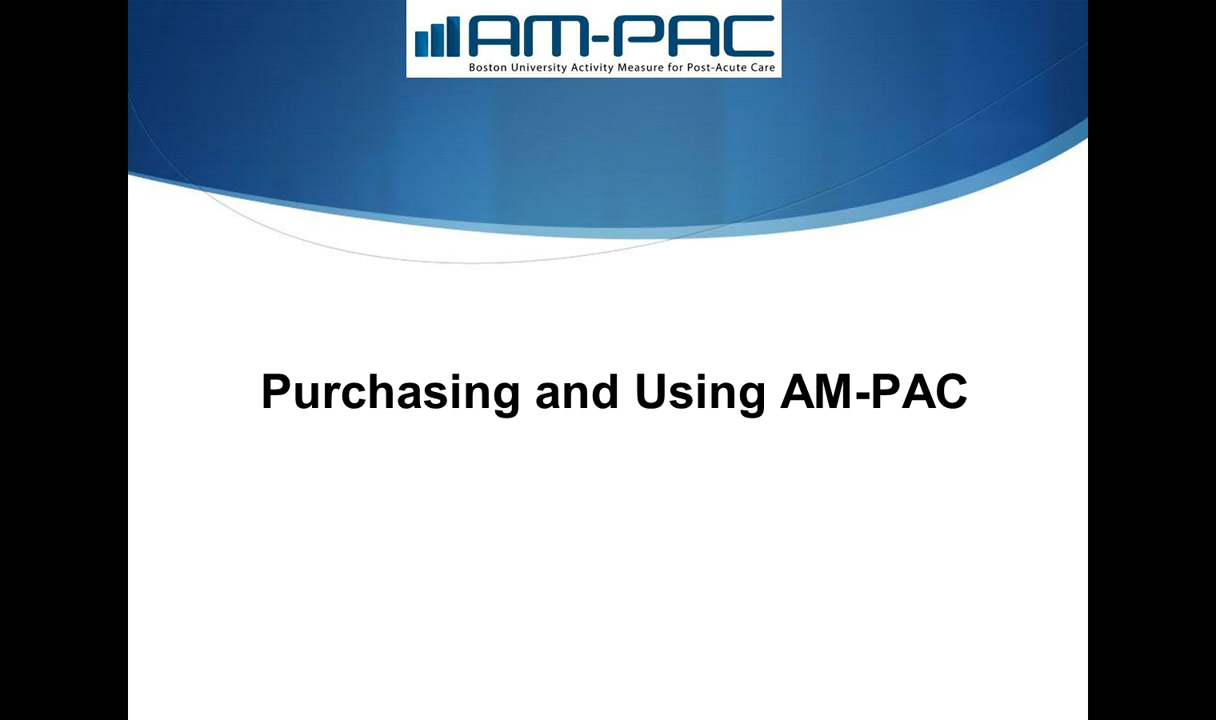 AM-PAC
Boston University Activity Measure for Post-Acute Care
Purchasing and Using AM-PAC